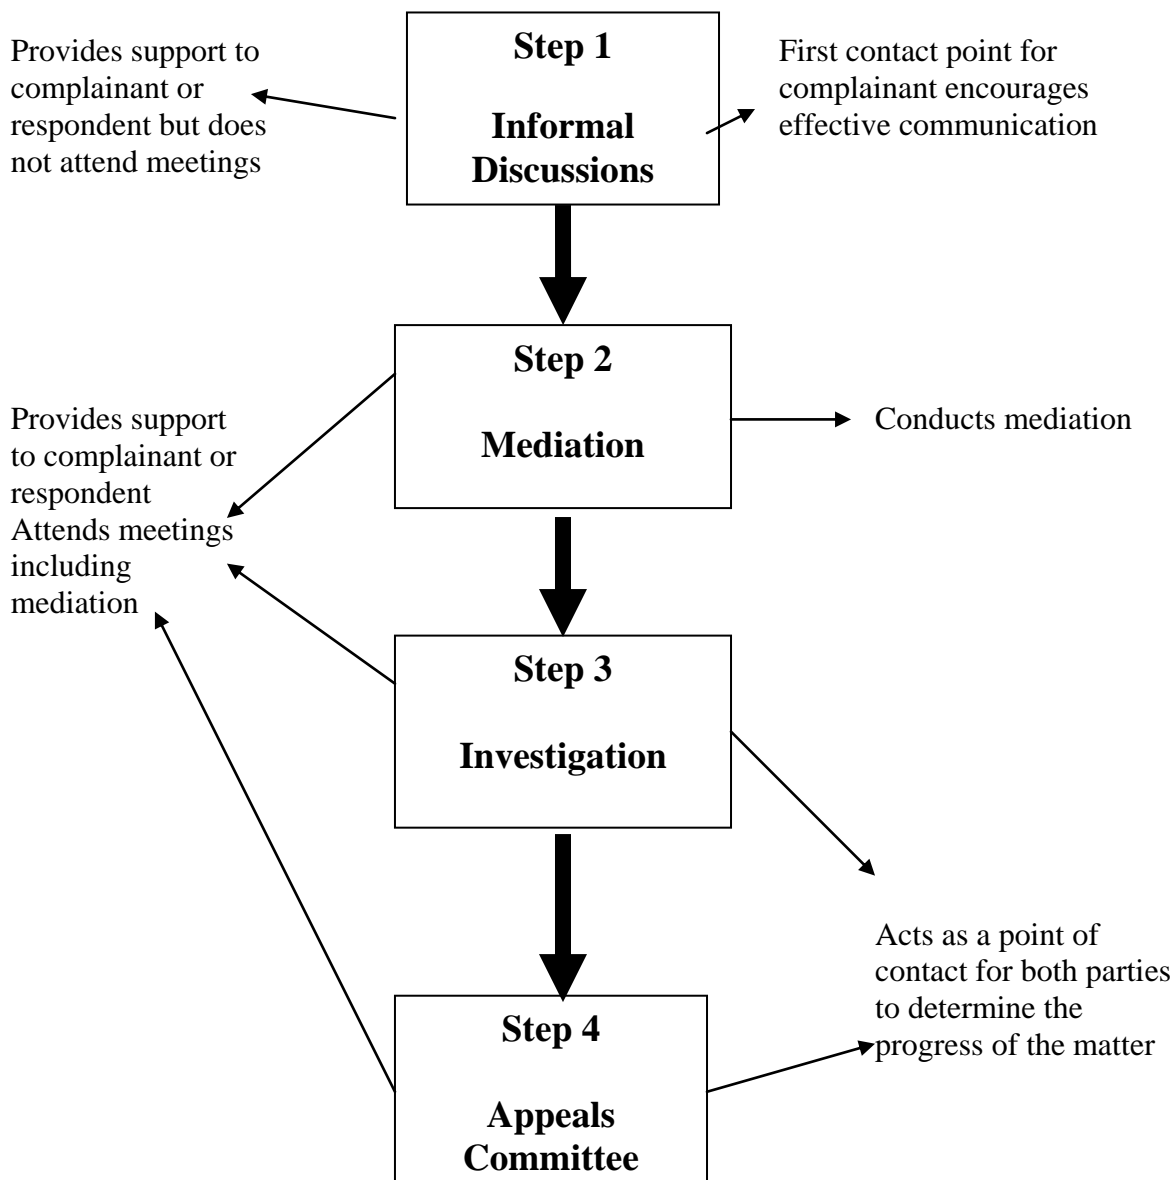 Provides support to
complainant or
respondent but does
not attend meetings
Step 1
Informal
Discussions
First contact point for
complainant encourages
effective communication
Provides support
to complainant or
respondent
Attends meetings
including
mediation
Step 2
Mediation
Conducts mediation
Step 3
Investigation
Acts as a point of
contact for both parties
to determine the
progress of the matter
Step 4
Appeals
Committee